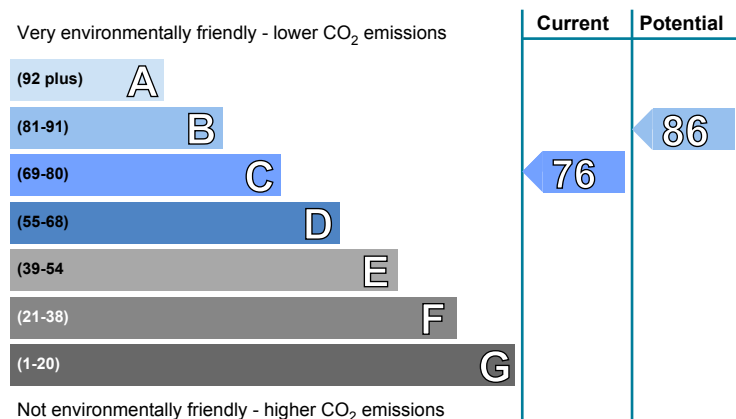 Very environmentally friendly - lower CO₂ emissions
Current
Potential
(92 plus) A
(81-91) B
(69-80) C
(55-68) D
(39-54 E
(21-38) F
(1-20) G
76
86
Not environmentally friendly - higher CO₂ emissions